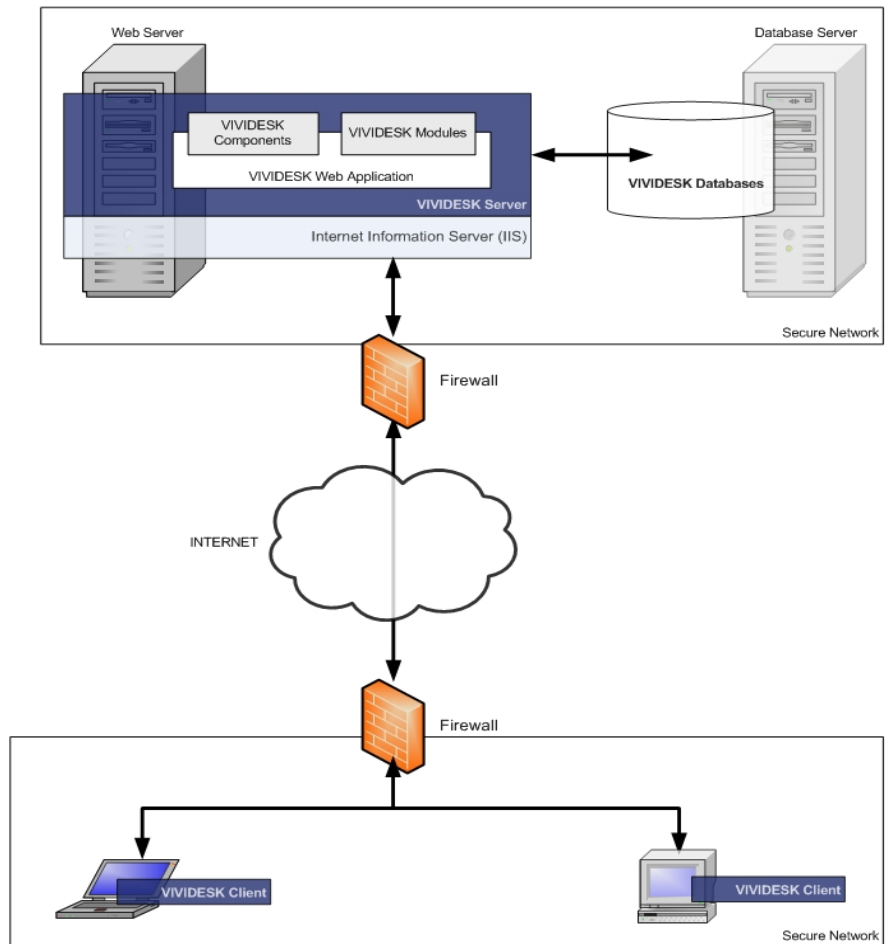 Web Server
Database Server
VIVIDESK
Components
VIVIDESK Modules
VIVIDESK Web Application
VIVIDESK Databases
VIVIDESK Server
Internet Information Server (IIS)
Secure Network
Firewall
INTERNET
Firewall
VIVIDESK Client
VIVIDESK Client
Secure Network